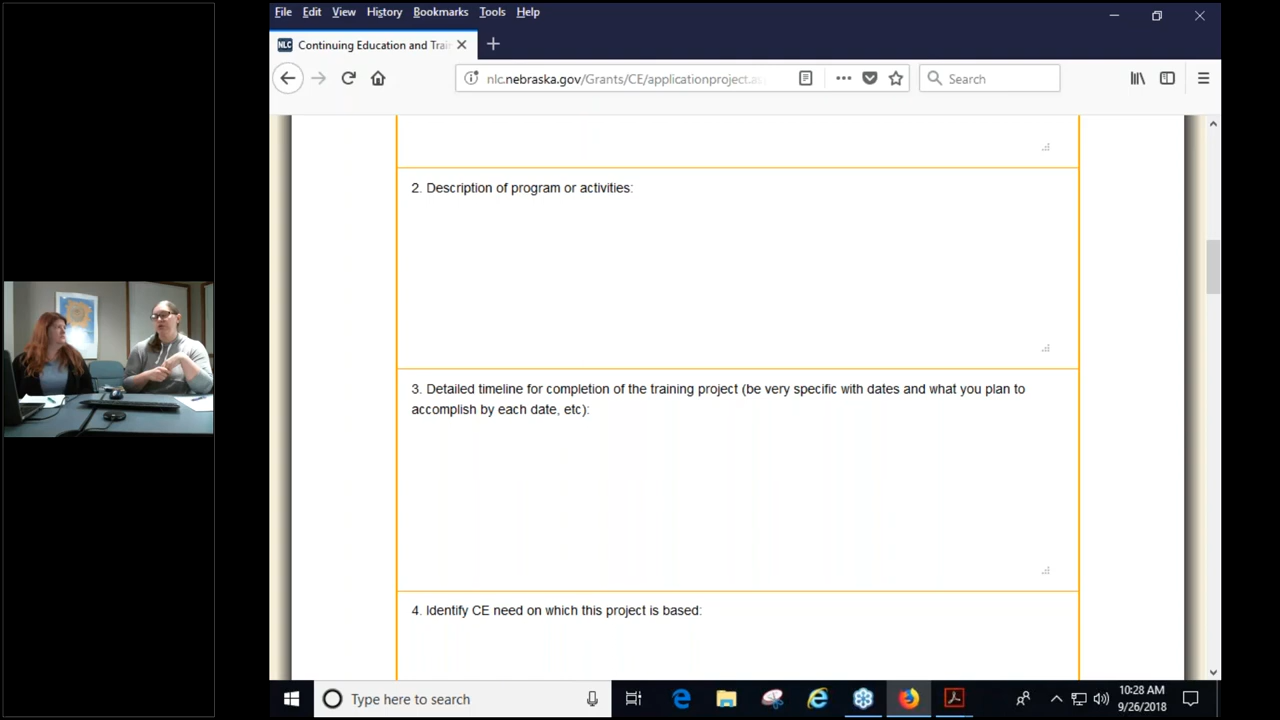 File Edit View History Bookmarks Tools Help
NLC Continuing Education and Trai
nlc.nebraska.gov/Grants/CE/applicationproject.as
Search
2. Description of program or activities:
3. Detailed timeline for completion of the training project (be very specific with dates and what you plan to
accomplish by each date, etc):
4. Identify CE need on which this project is based:
Type here to search
10:28 AM
9/26/2018